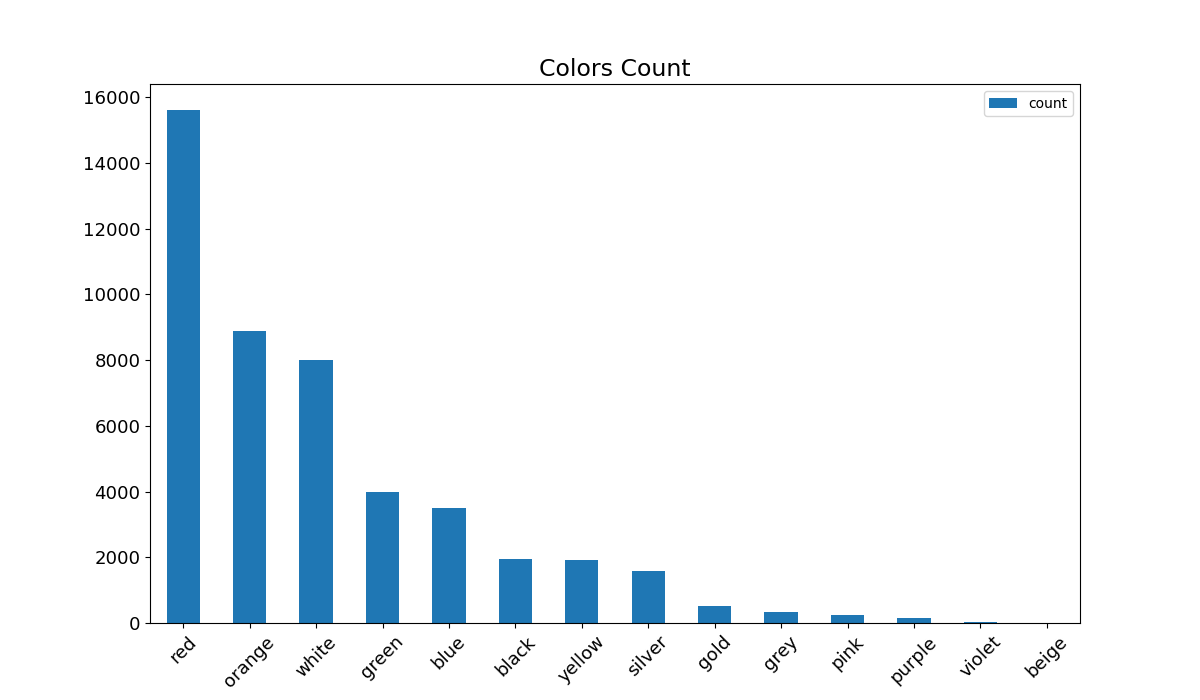 Colors Count
count
16000
14000
12000
10000
8000
6000
4000
2000
0
red
orange
white
green
blue
black
yellow
silver
gold
grey
pink
purple
violet
beige